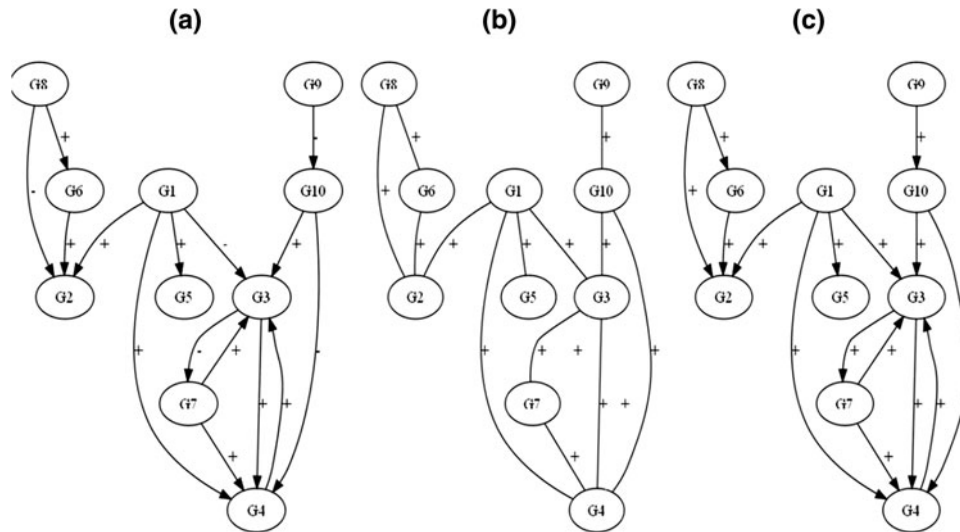 (a) (b) (c)
G8 G9 G8 G9 G8 G9
+ - + + + +
G6 G1 G10 G6 G1 G10 G6 G1 G10
- + +
+ + + - + + + + + + + + + + + +
G2 G5 G3 G2 G5 G3 G2 G5 G3
+ - + - + + + + + + +
G7 + + G7 + + G7 + +
+ + +
G4 G4 G4